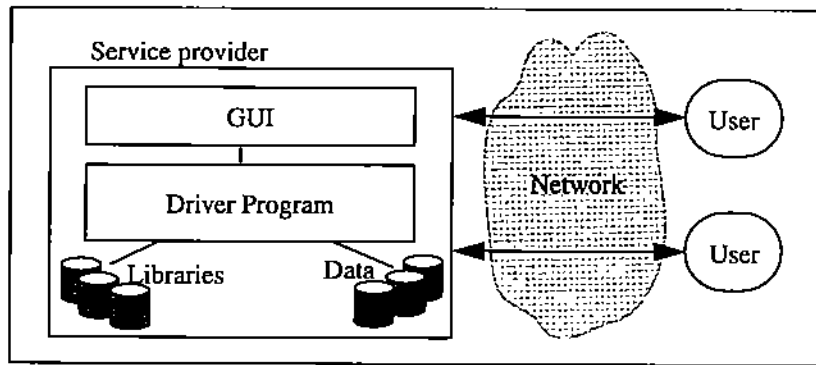 Service provider
GUI
User
Driver Program
Network
Libraries
Data
User